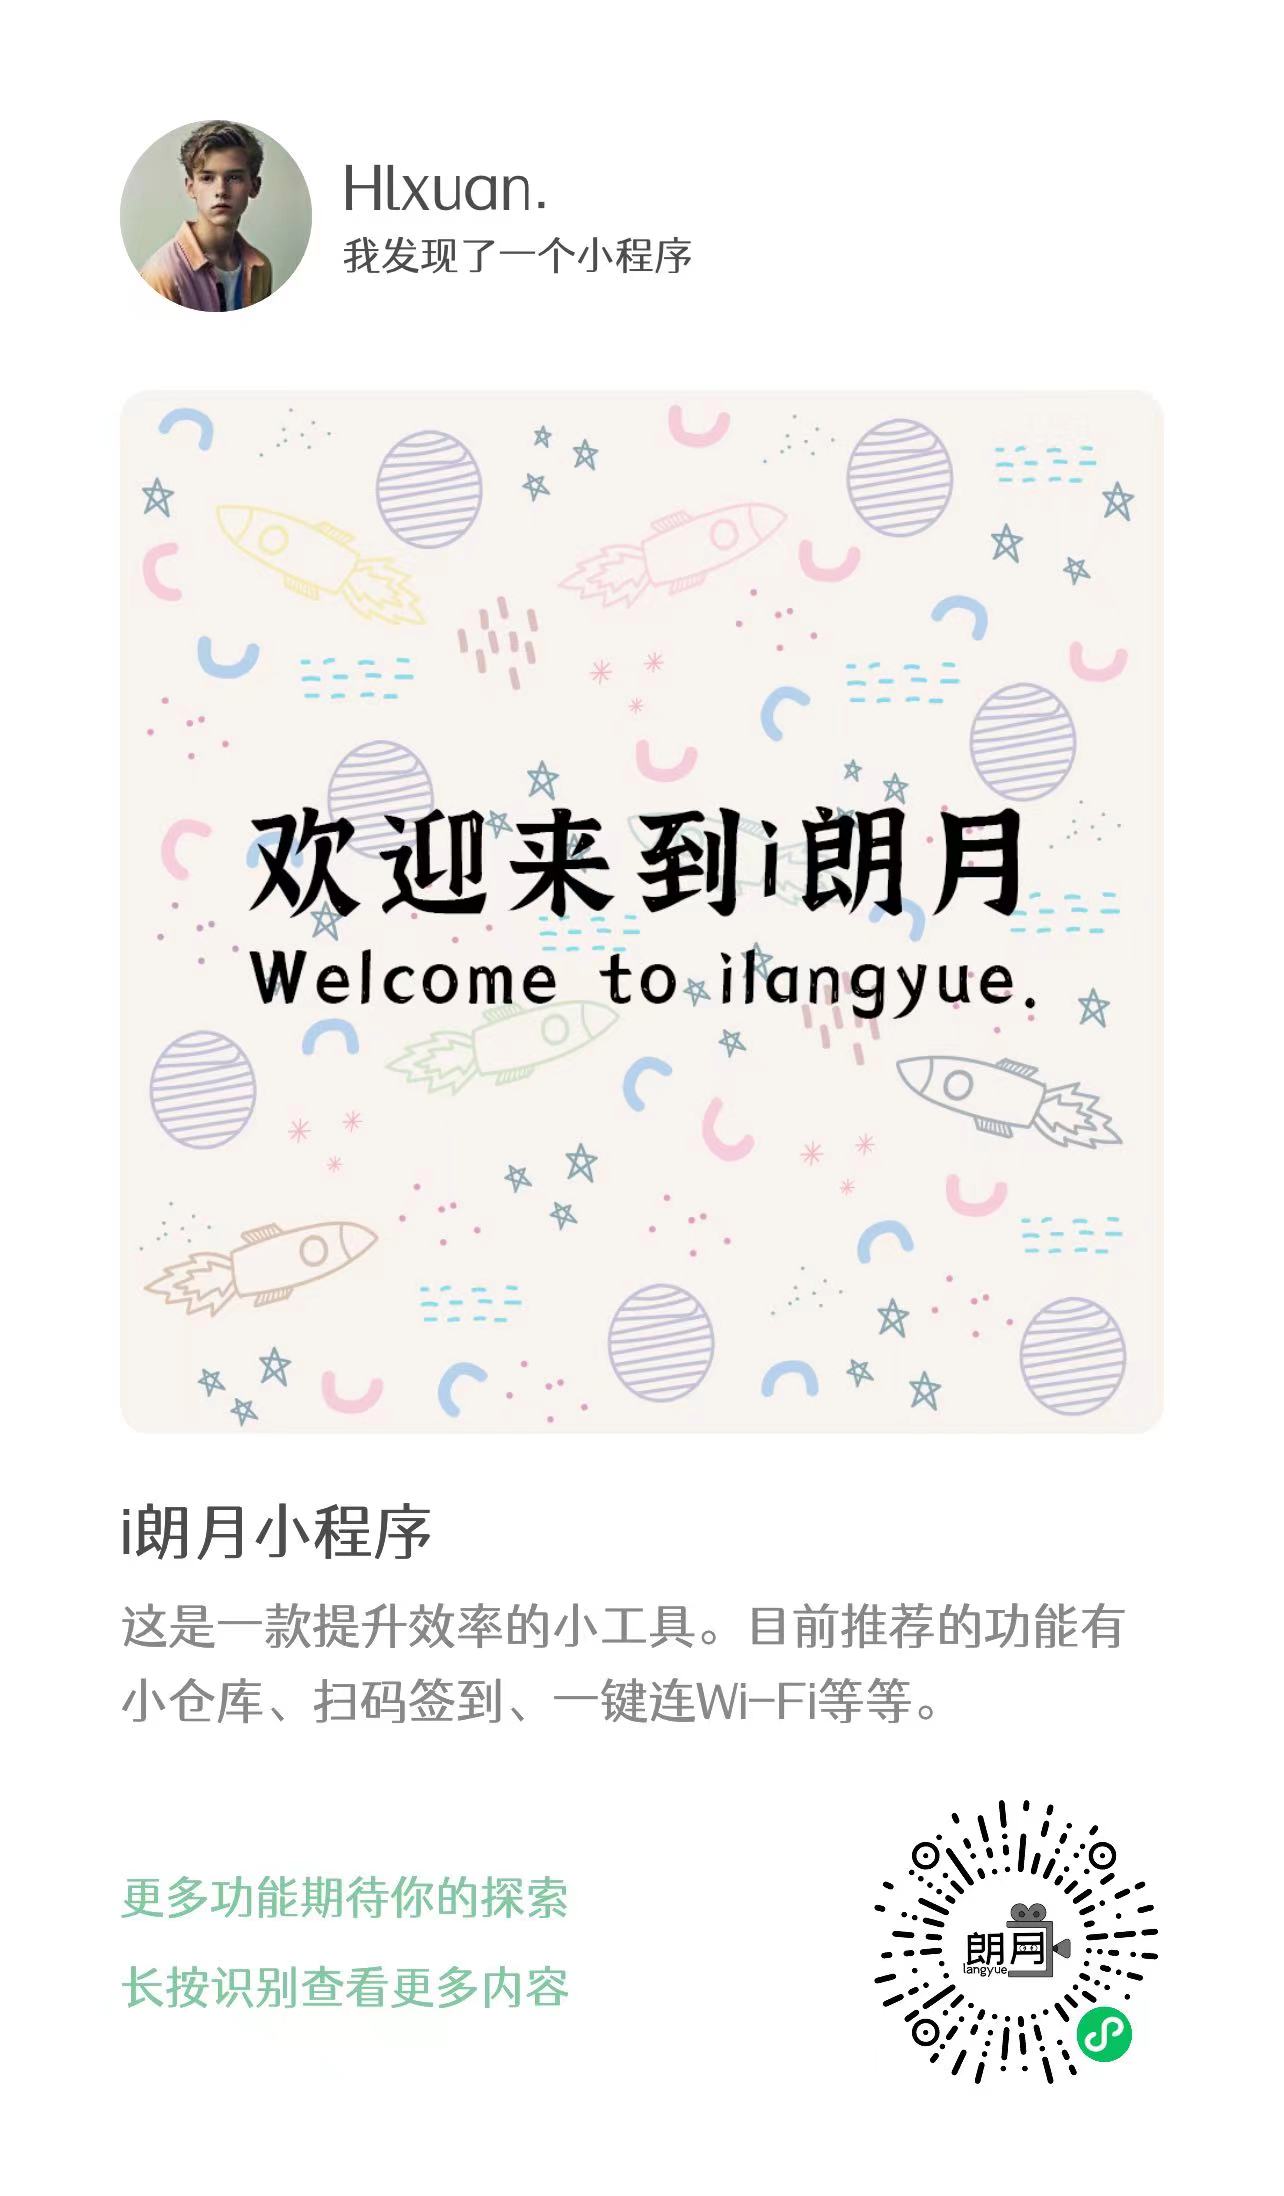 Hlxuan.
我发现了一个小程序
欢迎来到i朗月
Welcome to ilangyue.
i朗月小程序
这是一款提升效率的小工具。目前推荐的功能有
小仓库、扫码签到、一键连Wi-Fi等等。
更多功能期待你的探索
长按识别查看更多内容
朗月
langyue